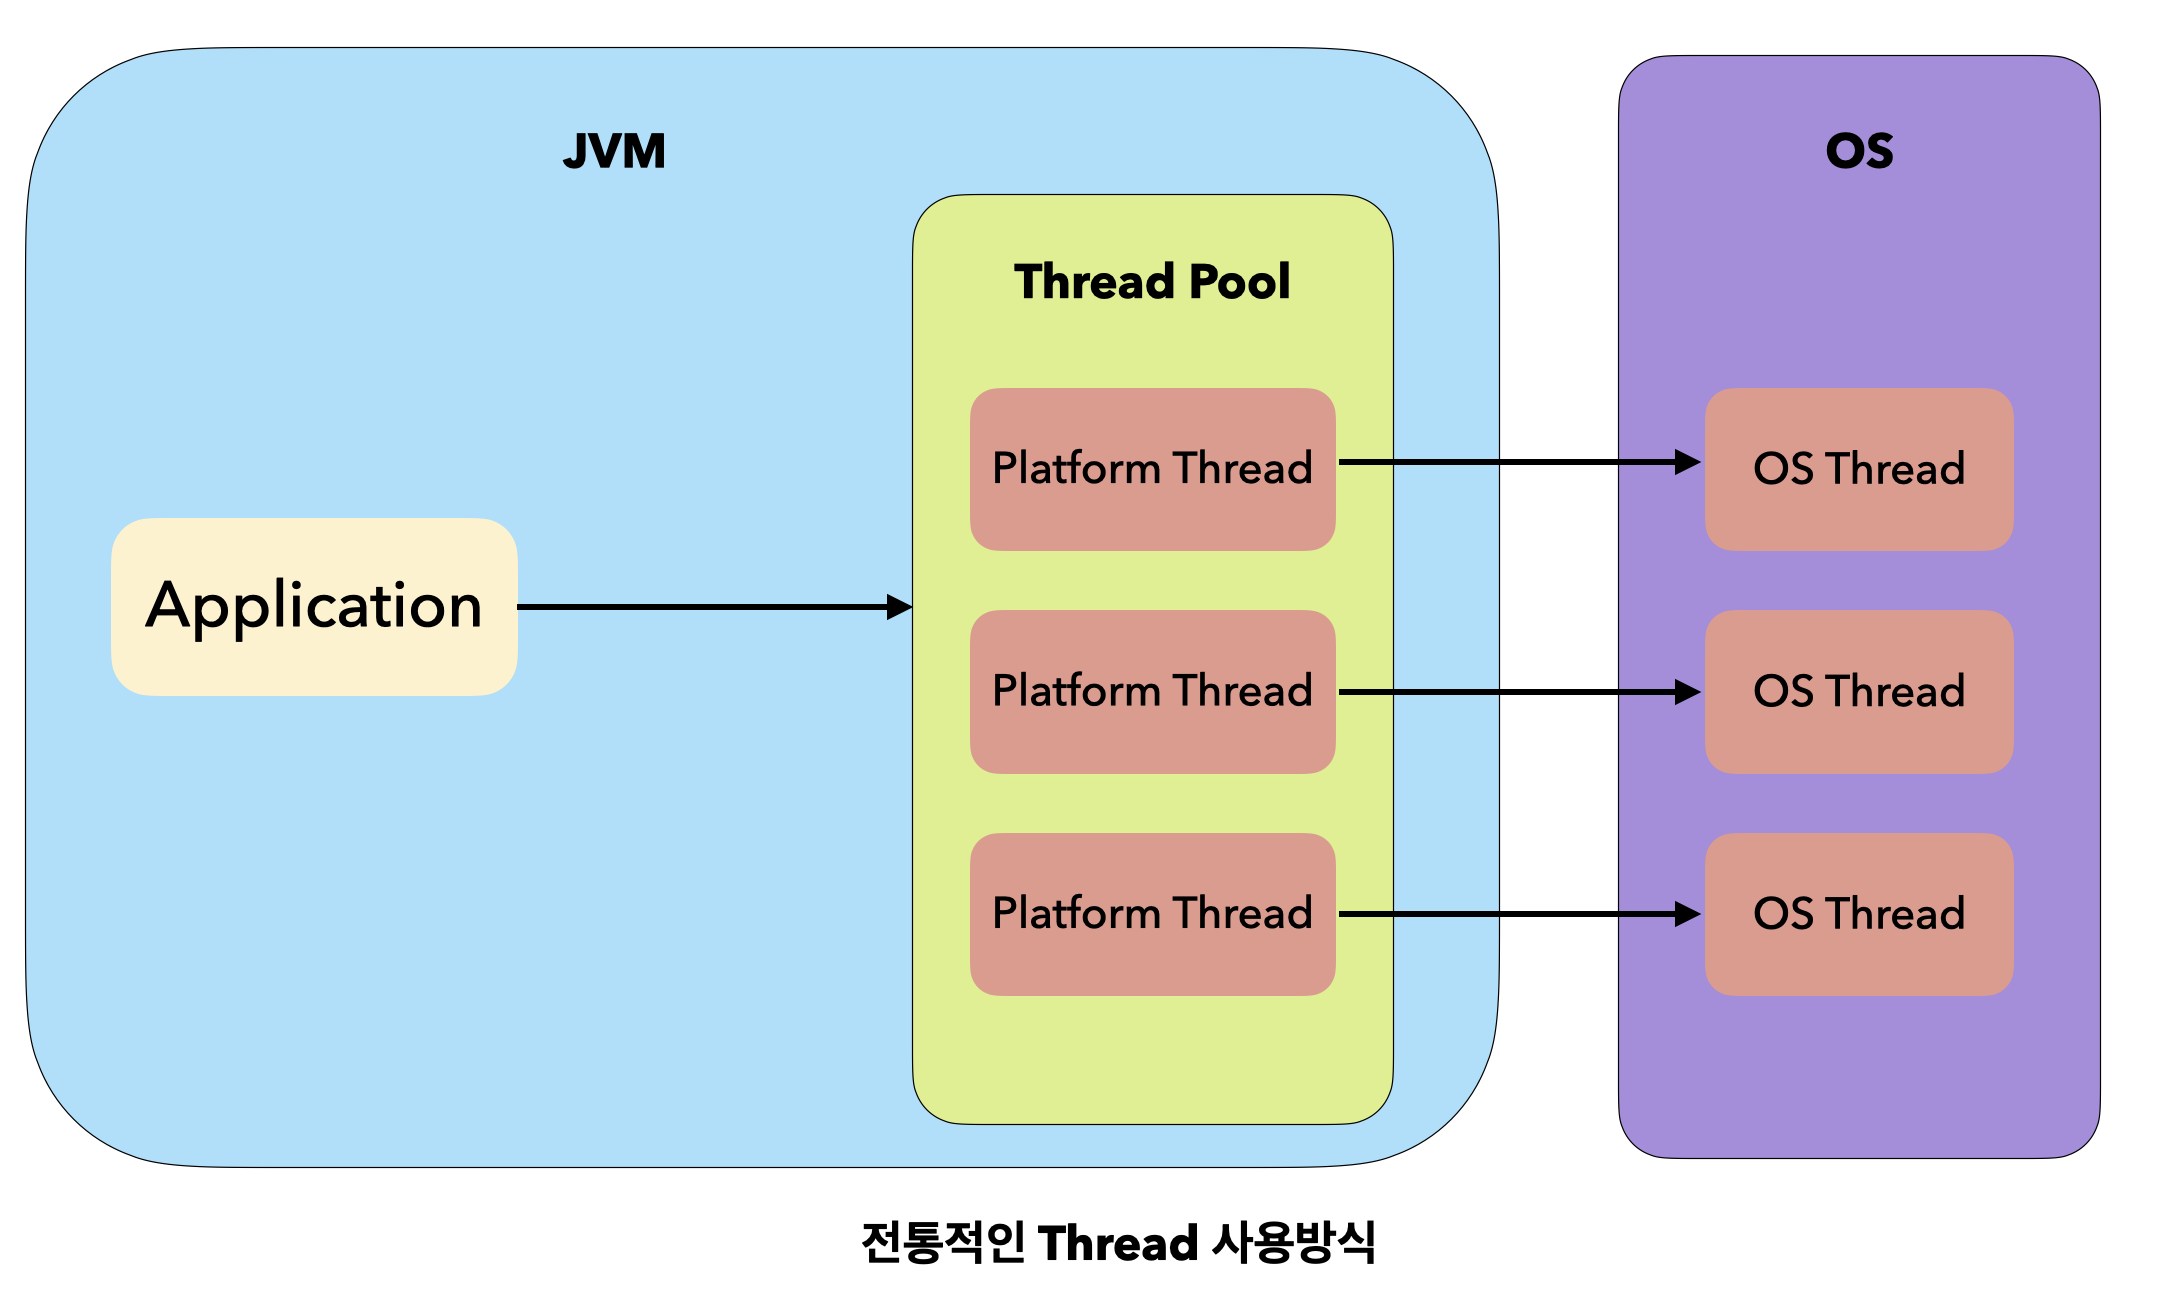 JVM
OS
Thread Pool
Platform Thread
OS Thread
Application
Platform Thread
OS Thread
Platform Thread
OS Thread
전통적인 Thread 사용방식